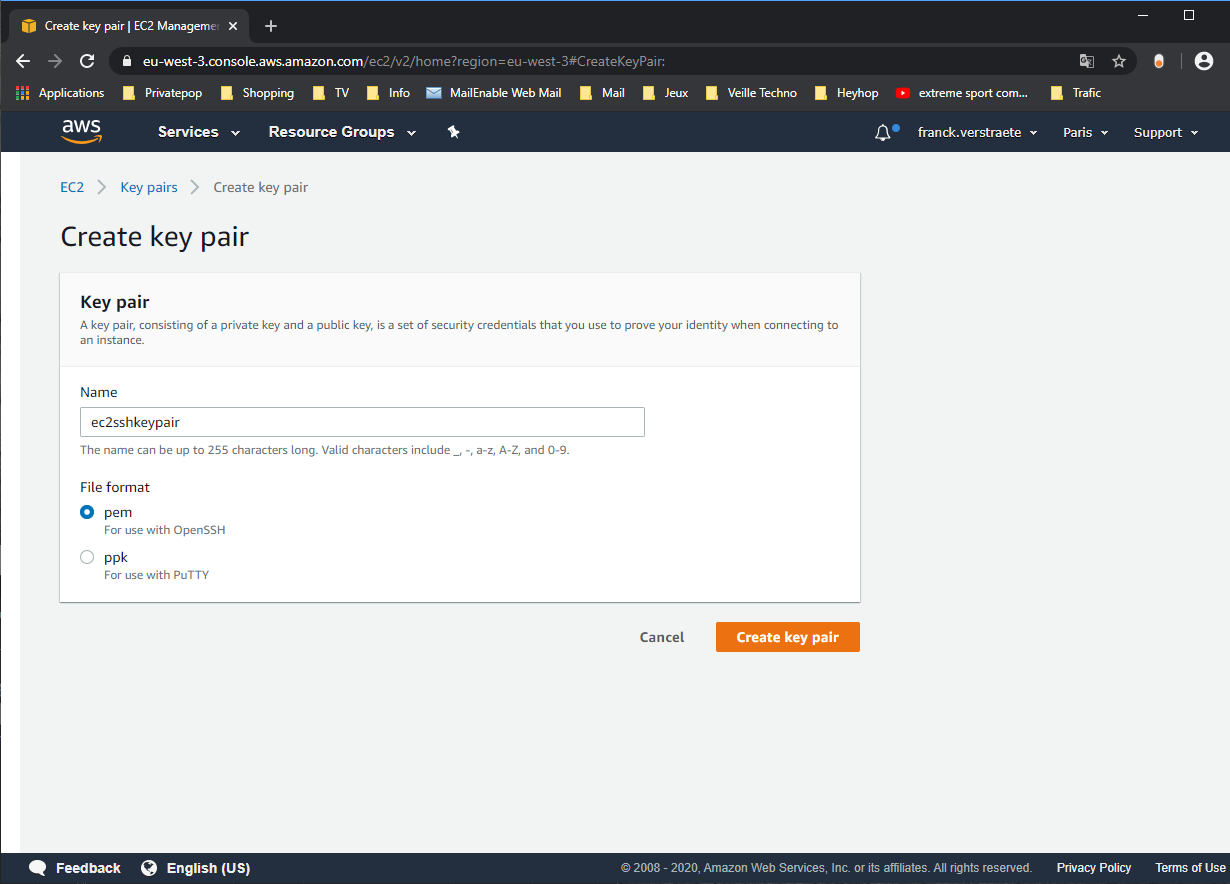 Create key pair | EC2 Manageme
eu-west-3.console.aws.amazon.com/ec2/v2/home?region=eu-west-3#CreateKeyPair:
Applications Privatepop Shopping TV Info MailEnable Web Mail Mail Jeux Veille Techno Heyhop extreme sport com... Trafic
aws Services Resource Groups franck.verstraete Paris Support
EC2 Key pairs Create key pair
Create key pair
Key pair
A key pair, consisting of a private key and a public key, is a set of security credentials that you use to prove your identity when connecting to
an instance.
Name
ec2sshkeypair
The name can be up to 255 characters long. Valid characters include _, -, a-z, A-Z, and 0-9.
File format
pem
For use with OpenSSH
ppk
For use with PuTTY
Cancel Create key pair
Feedback English (US) © 2008 - 2020, Amazon Web Services, Inc. or its affiliates. All rights reserved. Privacy Policy Terms of Use